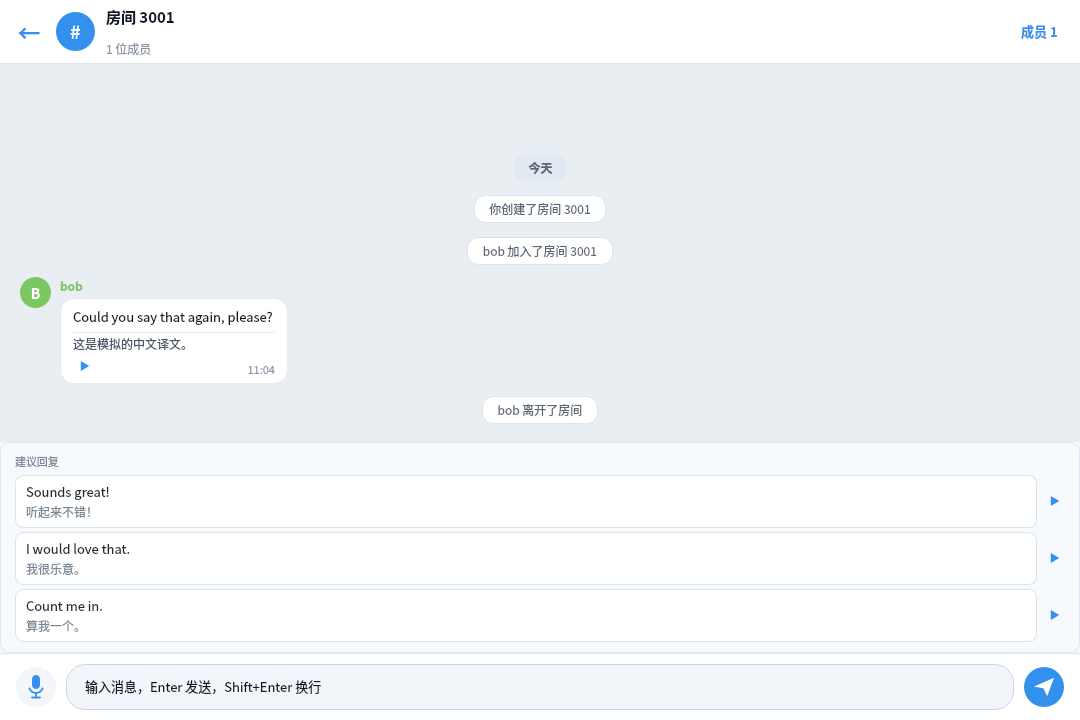 #
房间 3001
1 位成员
成员 1
今天
你创建了房间 3001
bob 加入了房间 3001
B
bob
Could you say that again, please?
这是模拟的中文译文。
11:04
bob 离开了房间
建议回复
Sounds great!
听起来不错！
I would love that.
我很乐意。
Count me in.
算我一个。
输入消息，Enter 发送，Shift+Enter 换行